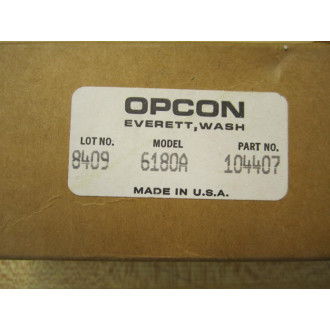 OPCON
EVERETT, WASH
LOT NO. MODEL PART NO.
8409 6180A 104407
MADE IN U.S.A.